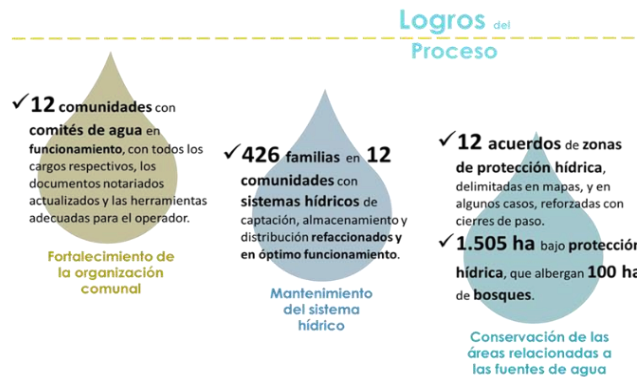 Logros del
Proceso
✓12 comunidades con
comités de agua en
funcionamiento, con todos los
cargos respectivos, los
documentos notariados
actualizados y las herramientas
adecuadas para el operador.
Fortalecimiento de
la organización
comunal
✓426 familias en 12
comunidades con
sistemas hídricos de
captación, almacenamiento y
distribución refaccionados y
en óptimo funcionamiento.
Mantenimiento
del sistema
hídrico
✓12 acuerdos de zonas
de protección hídrica,
delimitadas en mapas, y en
algunos casos, reforzadas con
cierres de paso.
✓1.505 ha bajo protección
hídrica, que albergan 100 ha
de bosques.
Conservación de las
áreas relacionadas a
las fuentes de agua